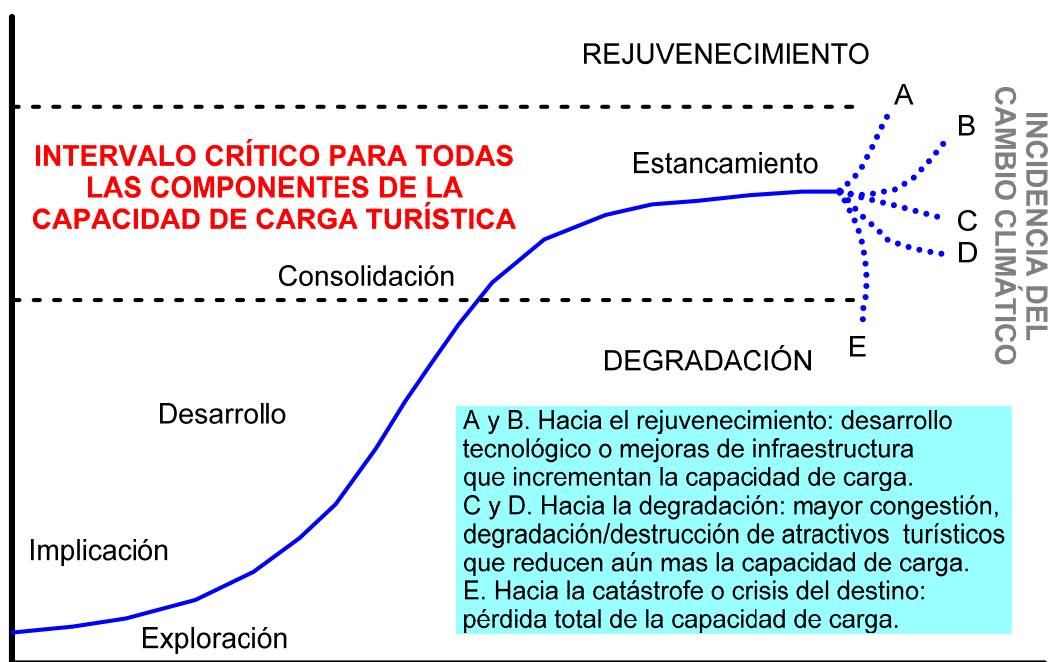 REJUVENECIMIENTO
A
B
INTERVALO CRÍTICO PARA TODAS
LAS COMPONENTES DE LA
CAPACIDAD DE CARGA TURÍSTICA
Estancamiento
C
D
Consolidación
E
INCIDENCIA DEL
CAMBIO CLIMÁTICO
DEGRADACIÓN
Desarrollo
A y B. Hacia el rejuvenecimiento: desarrollo
tecnológico o mejoras de infraestructura
que incrementan la capacidad de carga.
C y D. Hacia la degradación: mayor congestión,
degradación/destrucción de atractivos turísticos
que reducen aún mas la capacidad de carga.
E. Hacia la catástrofe o crisis del destino:
pérdida total de la capacidad de carga.
Implicación
Exploración